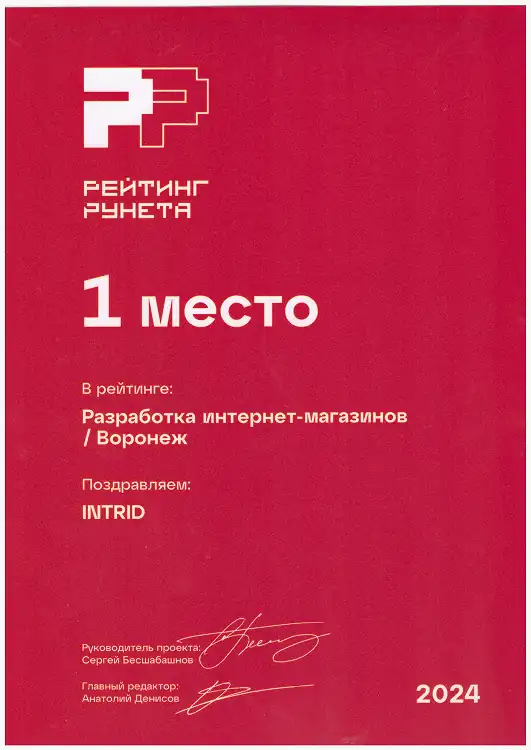 РЕЙТИНГ
РУНЕТА
1 место
В рейтинге:
Разработка интернет-магазинов
/ Воронеж
Поздравляем:
INTRID
Руководитель проекта:
Сергей Бесшабашнов
Главный редактор:
Анатолий Денисов
2024